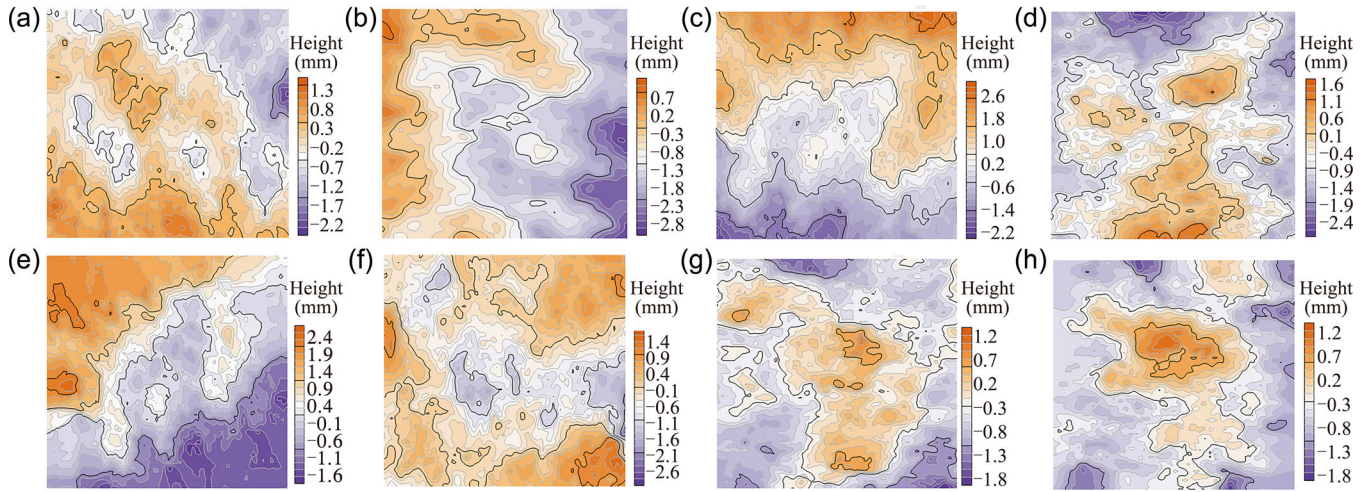 (a)
Height
(mm)
1.3
0.8
0.3
−0.2
−0.7
−1.2
−1.7
−2.2
(b)
Height
(mm)
0.7
0.2
−0.3
−0.8
−1.3
−1.8
−2.3
−2.8
(c)
Height
(mm)
2.6
1.8
1.0
0.2
−0.6
−1.4
−2.2
(d)
Height
(mm)
1.6
1.1
0.6
0.1
−0.4
−0.9
−1.4
−1.9
−2.4
(e)
Height
(mm)
2.4
1.9
1.4
0.9
0.4
−0.1
−0.6
−1.1
−1.6
(f)
Height
(mm)
1.4
0.9
0.4
−0.1
−0.6
−1.1
−1.6
−2.1
−2.6
(g)
Height
(mm)
1.2
0.7
0.2
−0.3
−0.8
−1.3
−1.8
(h)
Height
(mm)
1.2
0.7
0.2
−0.3
−0.8
−1.3
−1.8